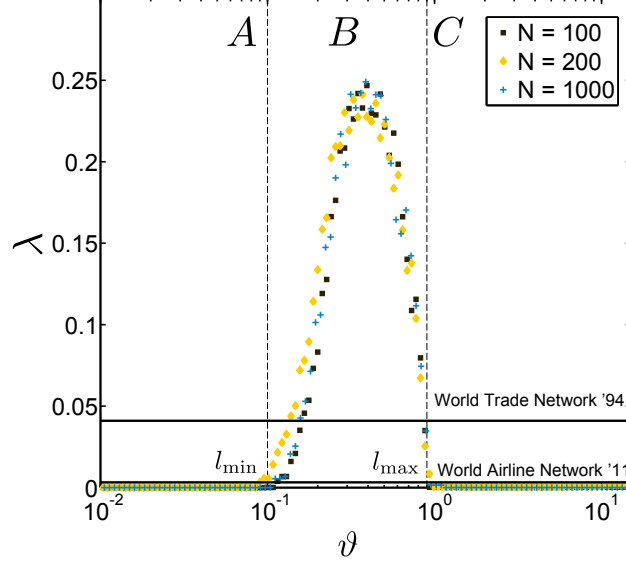 A B C
N = 100
N = 200
N = 1000
0.25
0.2
0.15
λ
0.1
World Trade Network '94,
0.05
l_min l_max
World Airline Network '11
0
10^-2 10^-1 10^0 10^1
ϑ